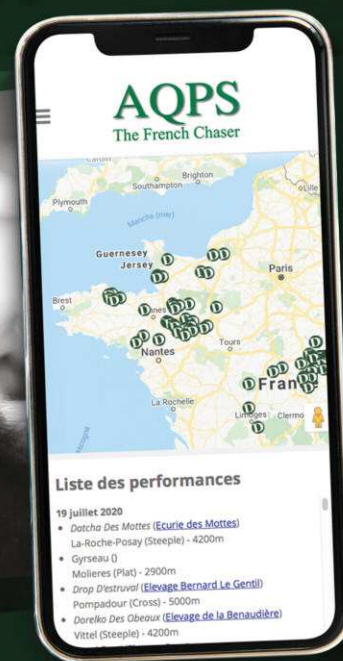 AQPS
The French Chaser
Cardiff
Southampton
Brighton
Plymouth
Lille
Manche (mer)
Guernesey
Jersey
Paris
Brest
Nantes
Tours
La Rochelle
Limoges
Clermo
Liste des performances
19 juillet 2020
• Datcha Des Mottes (Ecurie des Mottes)
La-Roche-Posay (Steeple) - 4200m
• Gyrseau ()
Molieres (Plat) - 2900m
• Drop D'estruval (Elevage Bernard Le Gentil)
Pompadour (Cross) - 5000m
• Dorelko Des Obeaux (Elevage de la Benaudière)
Vittel (Steeple) - 4200m